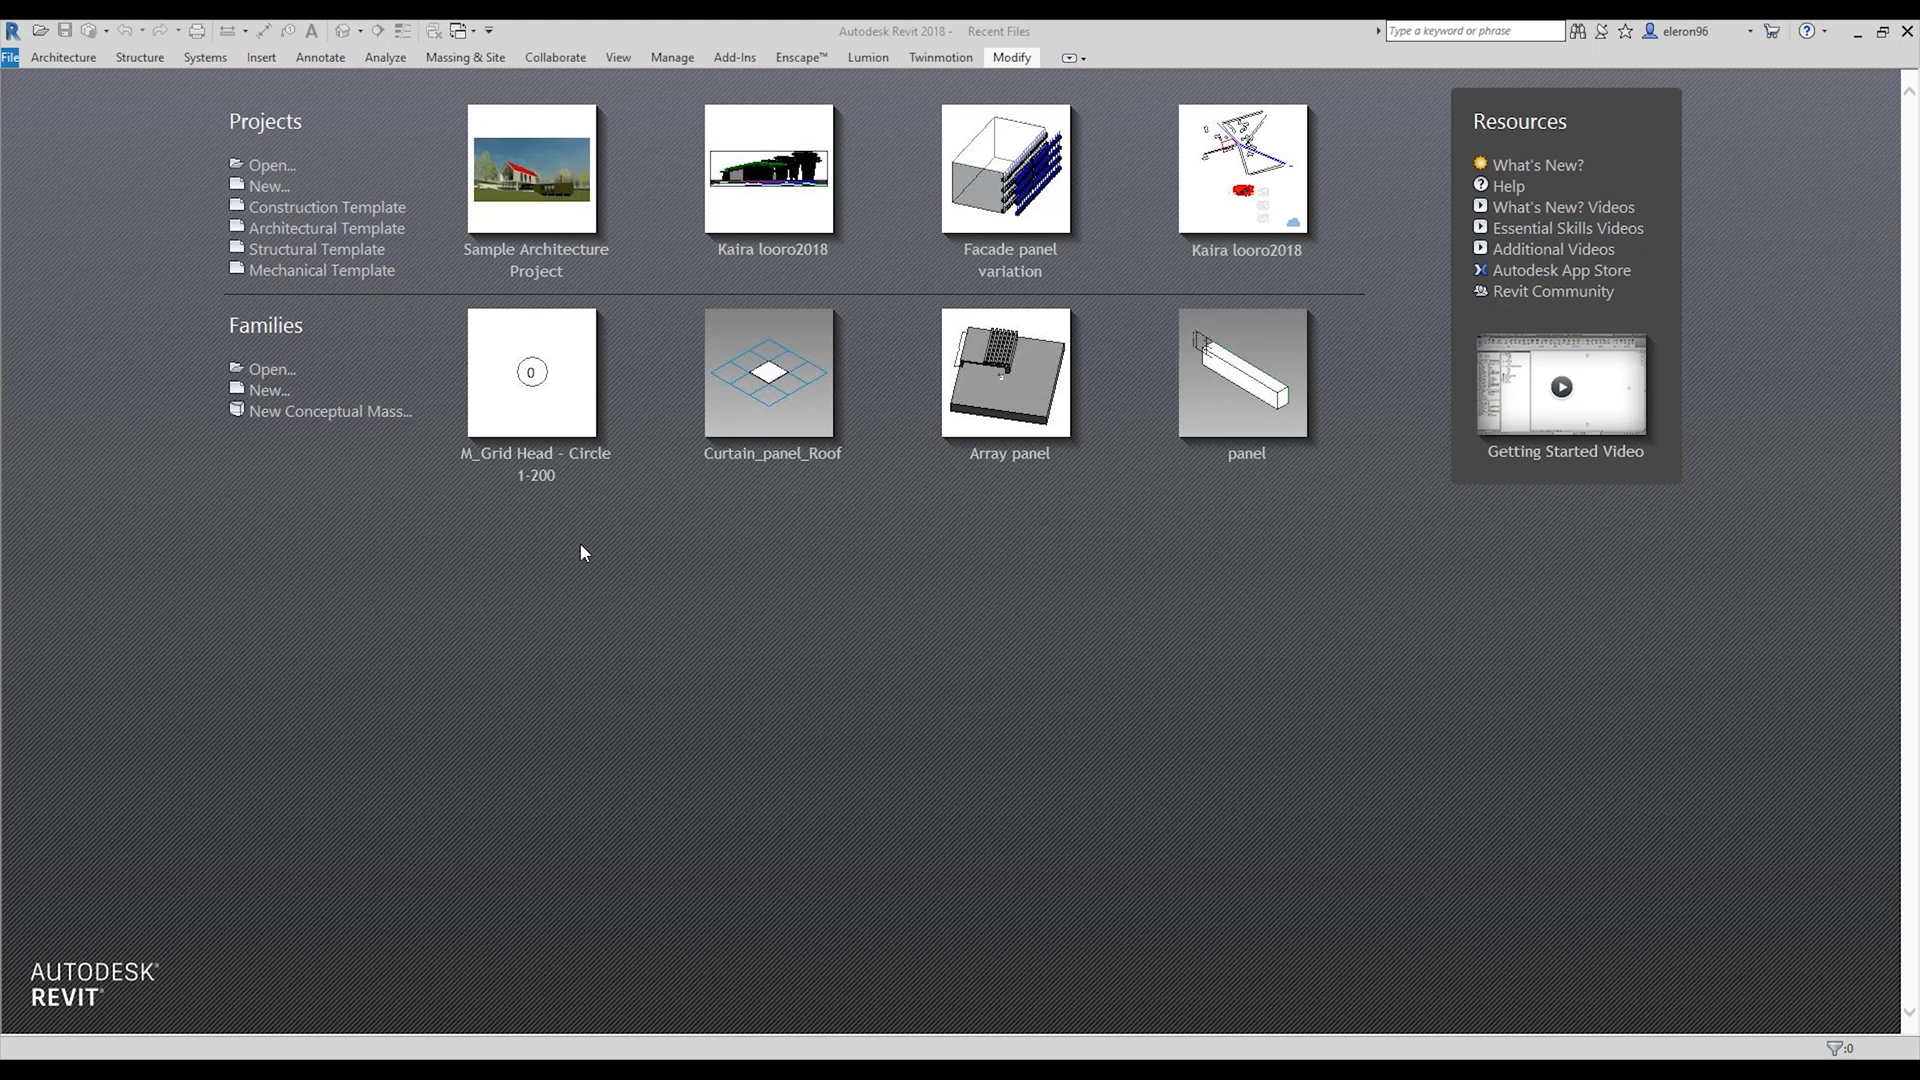 Autodesk Revit 2018 - Recent Files
Type a keyword or phrase
eleron96
File
Architecture
Structure
Systems
Insert
Annotate
Analyze
Massing & Site
Collaborate
View
Manage
Add-Ins
Enscape™
Lumion
Twinmotion
Modify
Projects
Open...
New...
Construction Template
Architectural Template
Structural Template
Mechanical Template
Sample Architecture
Project
Kaira looro2018
Facade panel
variation
Kaira looro2018
Families
Open...
New...
New Conceptual Mass...
0
M_Grid Head - Circle
1-200
Curtain_panel_Roof
Array panel
panel
Resources
What's New?
Help
What's New? Videos
Essential Skills Videos
Additional Videos
Autodesk App Store
Revit Community
Getting Started Video
AUTODESK®
REVIT®
:0